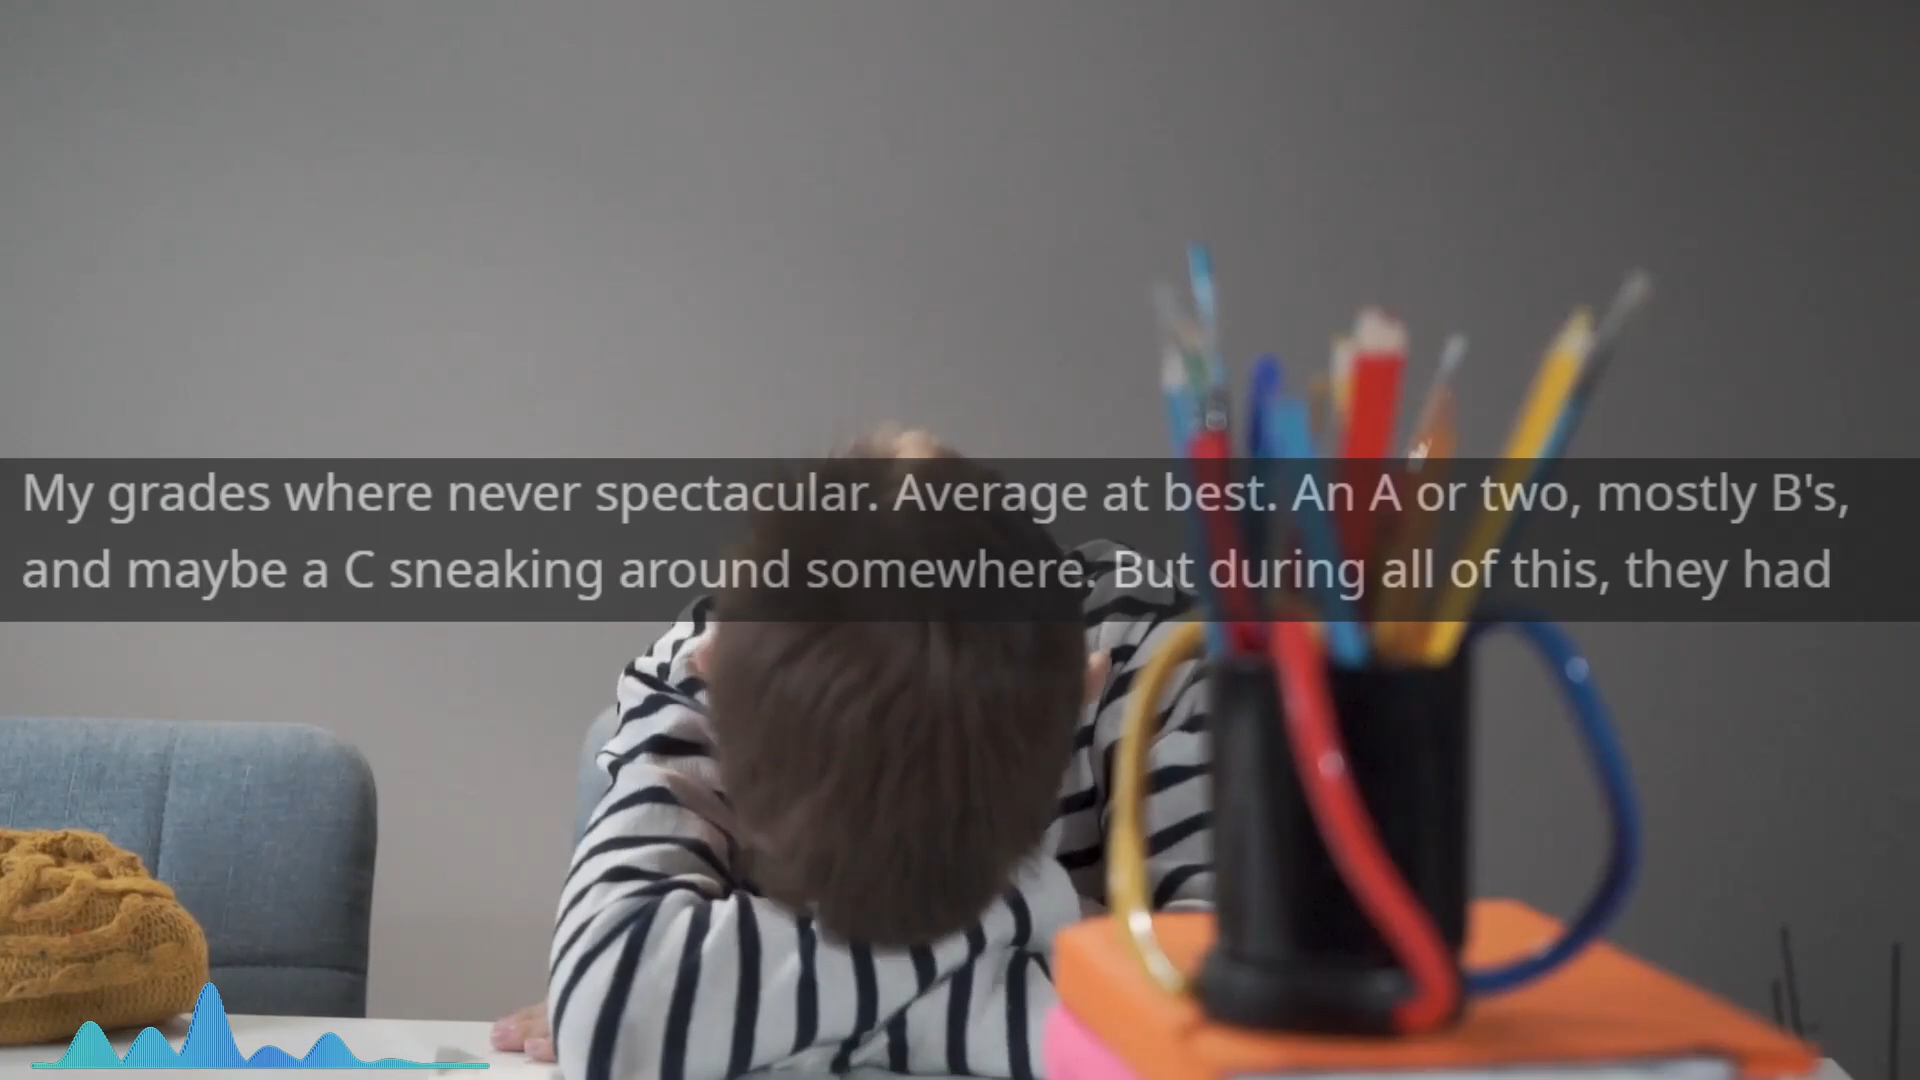 My grades where never spectacular. Average at best. An A or two, mostly B's,
and maybe a C sneaking around somewhere. But during all of this, they had